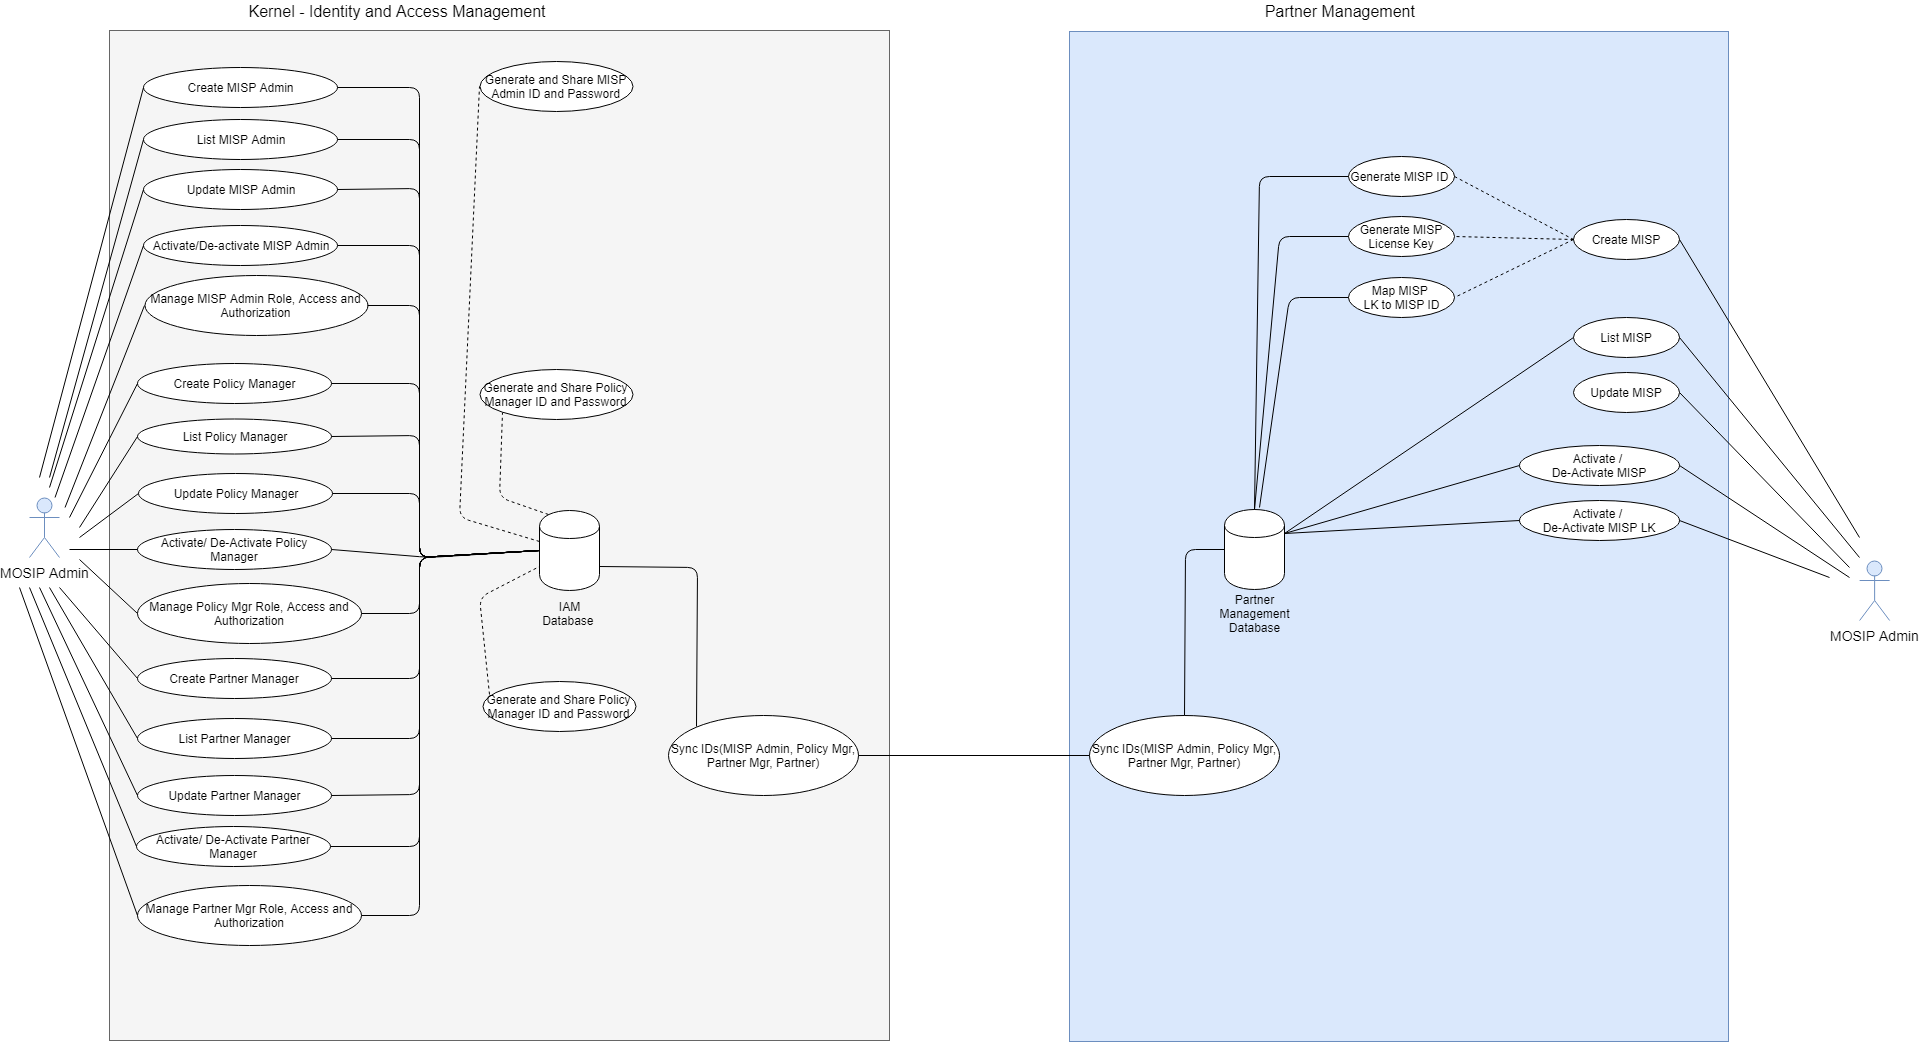 Kernel - Identity and Access Management
Partner Management
Create MISP Admin
List MISP Admin
Update MISP Admin
Activate/De-activate MISP Admin
Manage MISP Admin Role, Access and
Authorization
Create Policy Manager
List Policy Manager
Update Policy Manager
Activate/ De-Activate Policy
Manager
Manage Policy Mgr Role, Access and
Authorization
Create Partner Manager
List Partner Manager
Update Partner Manager
Activate/ De-Activate Partner
Manager
Manage Partner Mgr Role, Access and
Authorization
MOSIP Admin
Generate and Share MISP
Admin ID and Password
Generate and Share Policy
Manager ID and Password
IAM
Database
Generate and Share Policy
Manager ID and Password
Sync IDs(MISP Admin, Policy Mgr,
Partner Mgr, Partner)
Sync IDs(MISP Admin, Policy Mgr,
Partner Mgr, Partner)
Partner
Management
Database
Generate MISP ID
Generate MISP
License Key
Map MISP
LK to MISP ID
Create MISP
List MISP
Update MISP
Activate /
De-Activate MISP
Activate /
De-Activate MISP LK
MOSIP Admin